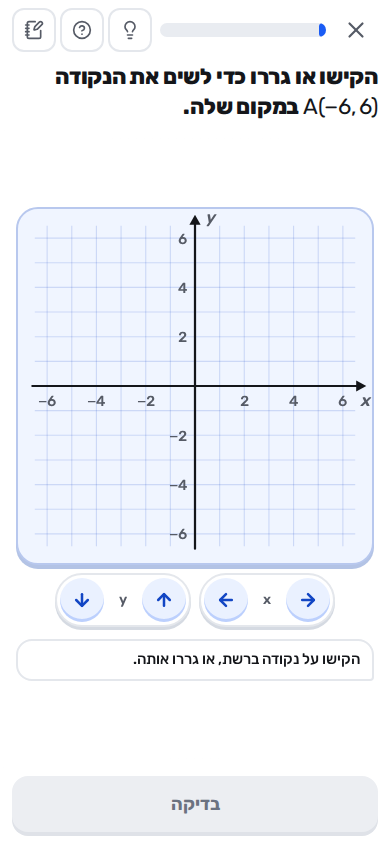 הקישו או גררו כדי לשים את הנקודה
A(−6, 6) במקום שלה.
y
6
4
2
−6 −4 −2 2 4 6 x
−2
−4
−6
y x
הקישו על נקודה ברשת, או גררו אותה.
בדיקה